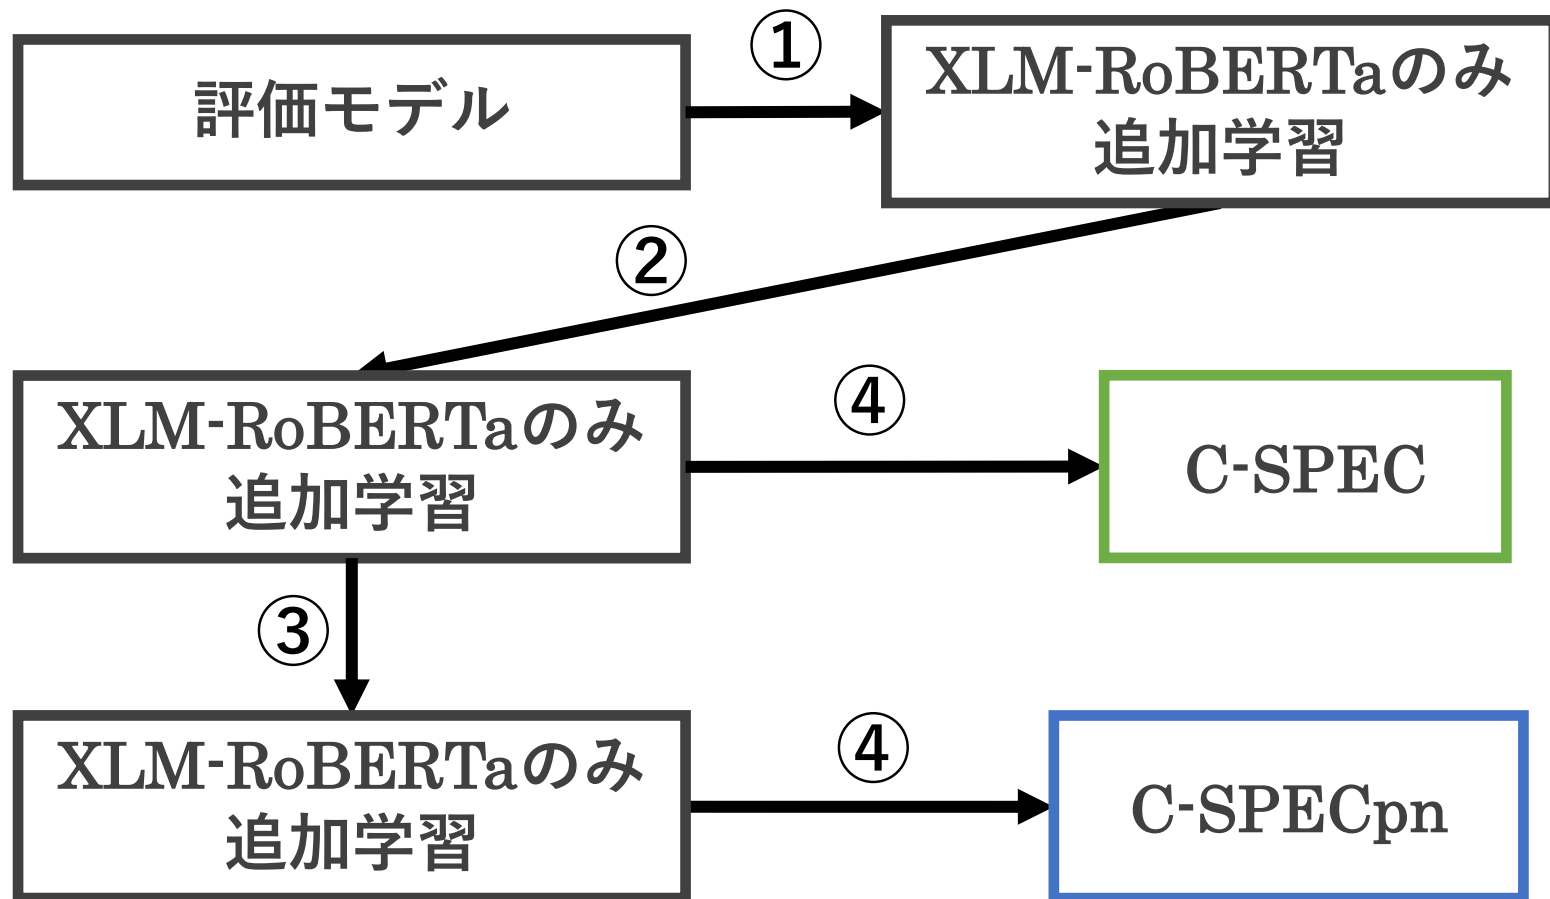 評価モデル
①
XLM-RoBERTaのみ
追加学習
②
XLM-RoBERTaのみ
追加学習
④
C-SPEC
③
XLM-RoBERTaのみ
追加学習
④
C-SPECpn